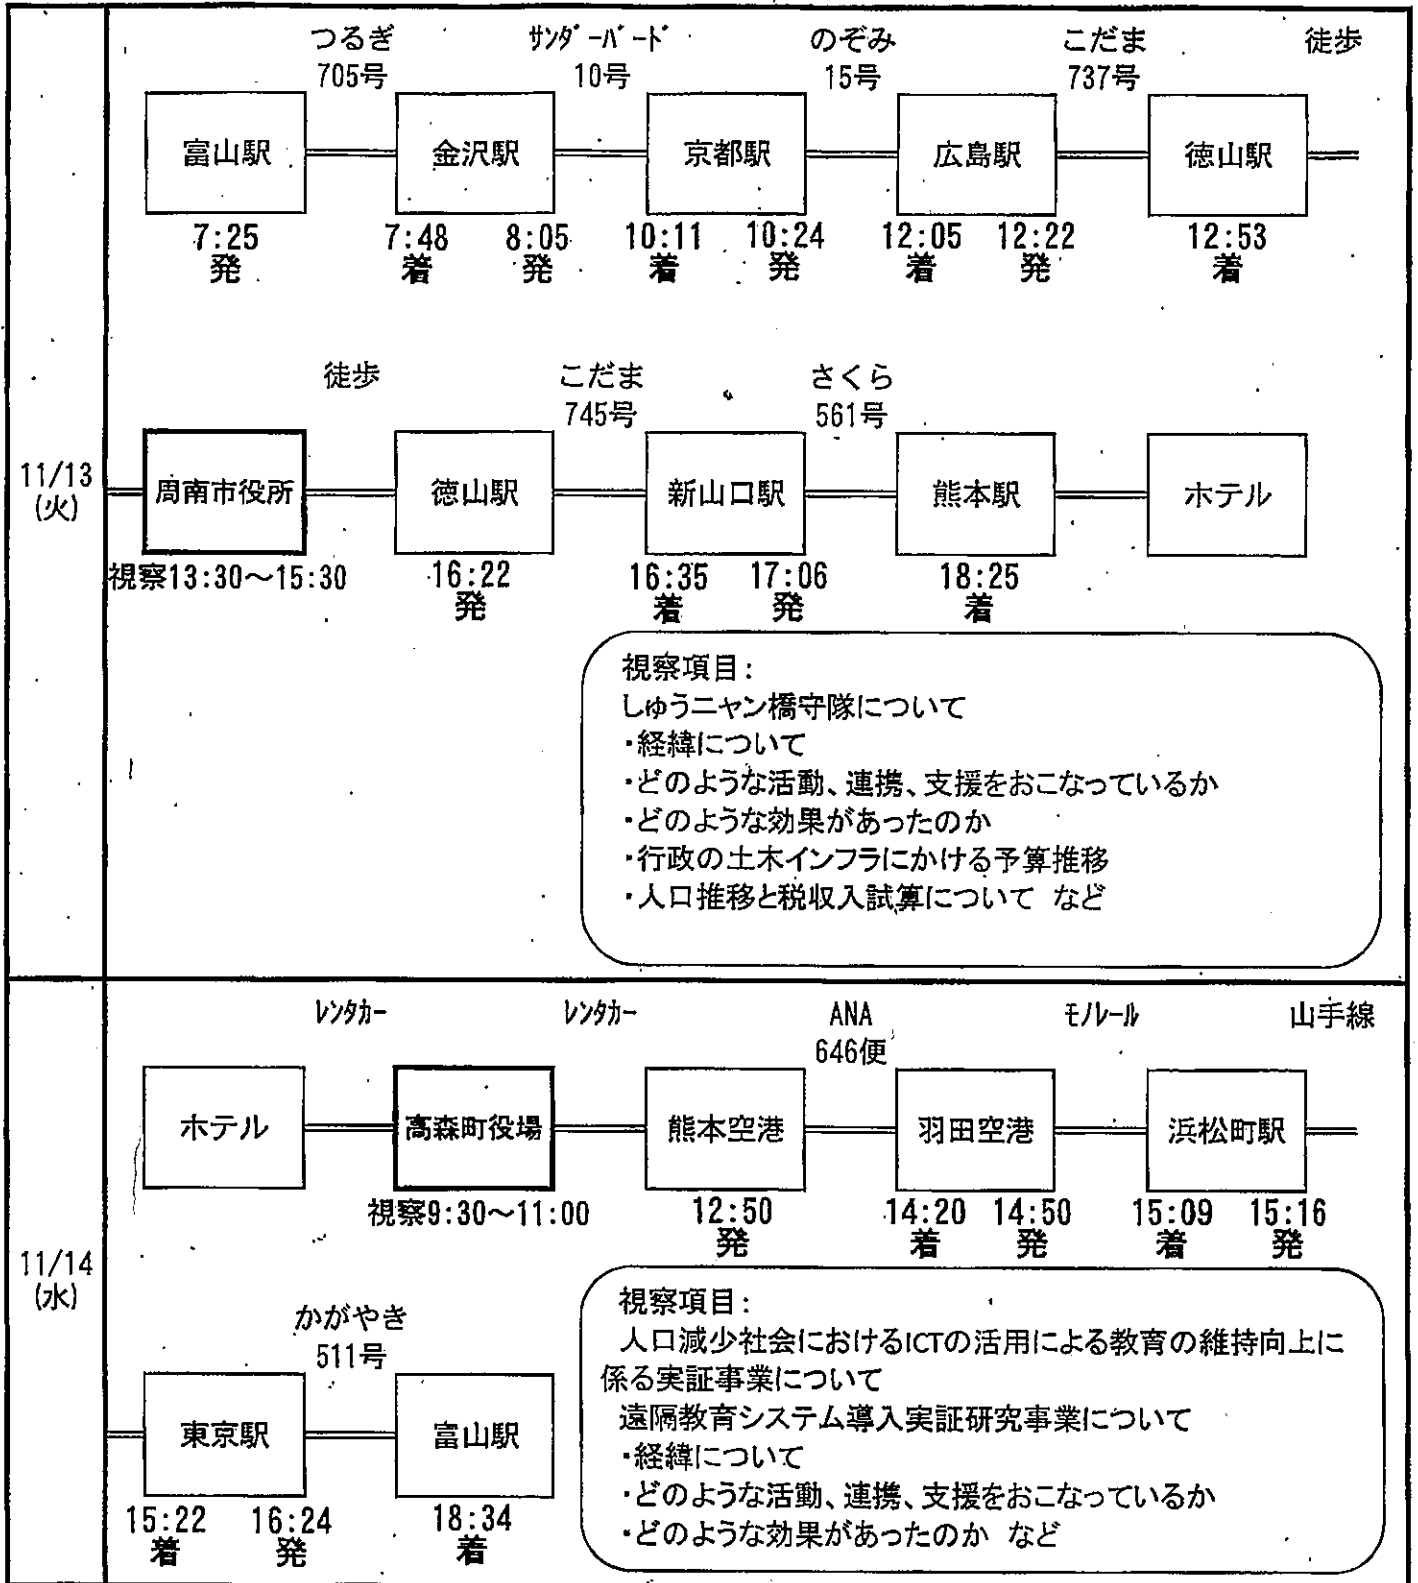 つるぎ サンダーバード のぞみ こだま 徒歩
705号 10号 15号 737号
富山駅 金沢駅 京都駅 広島駅 徳山駅
7:25 7:48 8:05 10:11 10:24 12:05 12:22 12:53
発 着 発 着 発 着 発 着
徒歩 こだま さくら
745号 561号
11/13
(火)
周南市役所 徳山駅 新山口駅 熊本駅 ホテル
視察13:30～15:30 16:22 16:35 17:06 18:25
発 着 発 着
視察項目:
しゅうニャン橋守隊について
・経緯について
・どのような活動、連携、支援をおこなっているか
・どのような効果があったのか
・行政の土木インフラにかける予算推移
・人口推移と税収入試算について など
レンタカー レンタカー ANA モノレール 山手線
646便
ホテル 高森町役場 熊本空港 羽田空港 浜松町駅
視察9:30～11:00 12:50 14:20 14:50 15:09 15:16
発 着 発 着 発
11/14
(水)
かがやき
511号
東京駅 富山駅
15:22 16:24 18:34
着 発 着
視察項目:
人口減少社会におけるICTの活用による教育の維持向上に
係る実証事業について
遠隔教育システム導入実証研究事業について
・経緯について
・どのような活動、連携、支援をおこなっているか
・どのような効果があったのか など